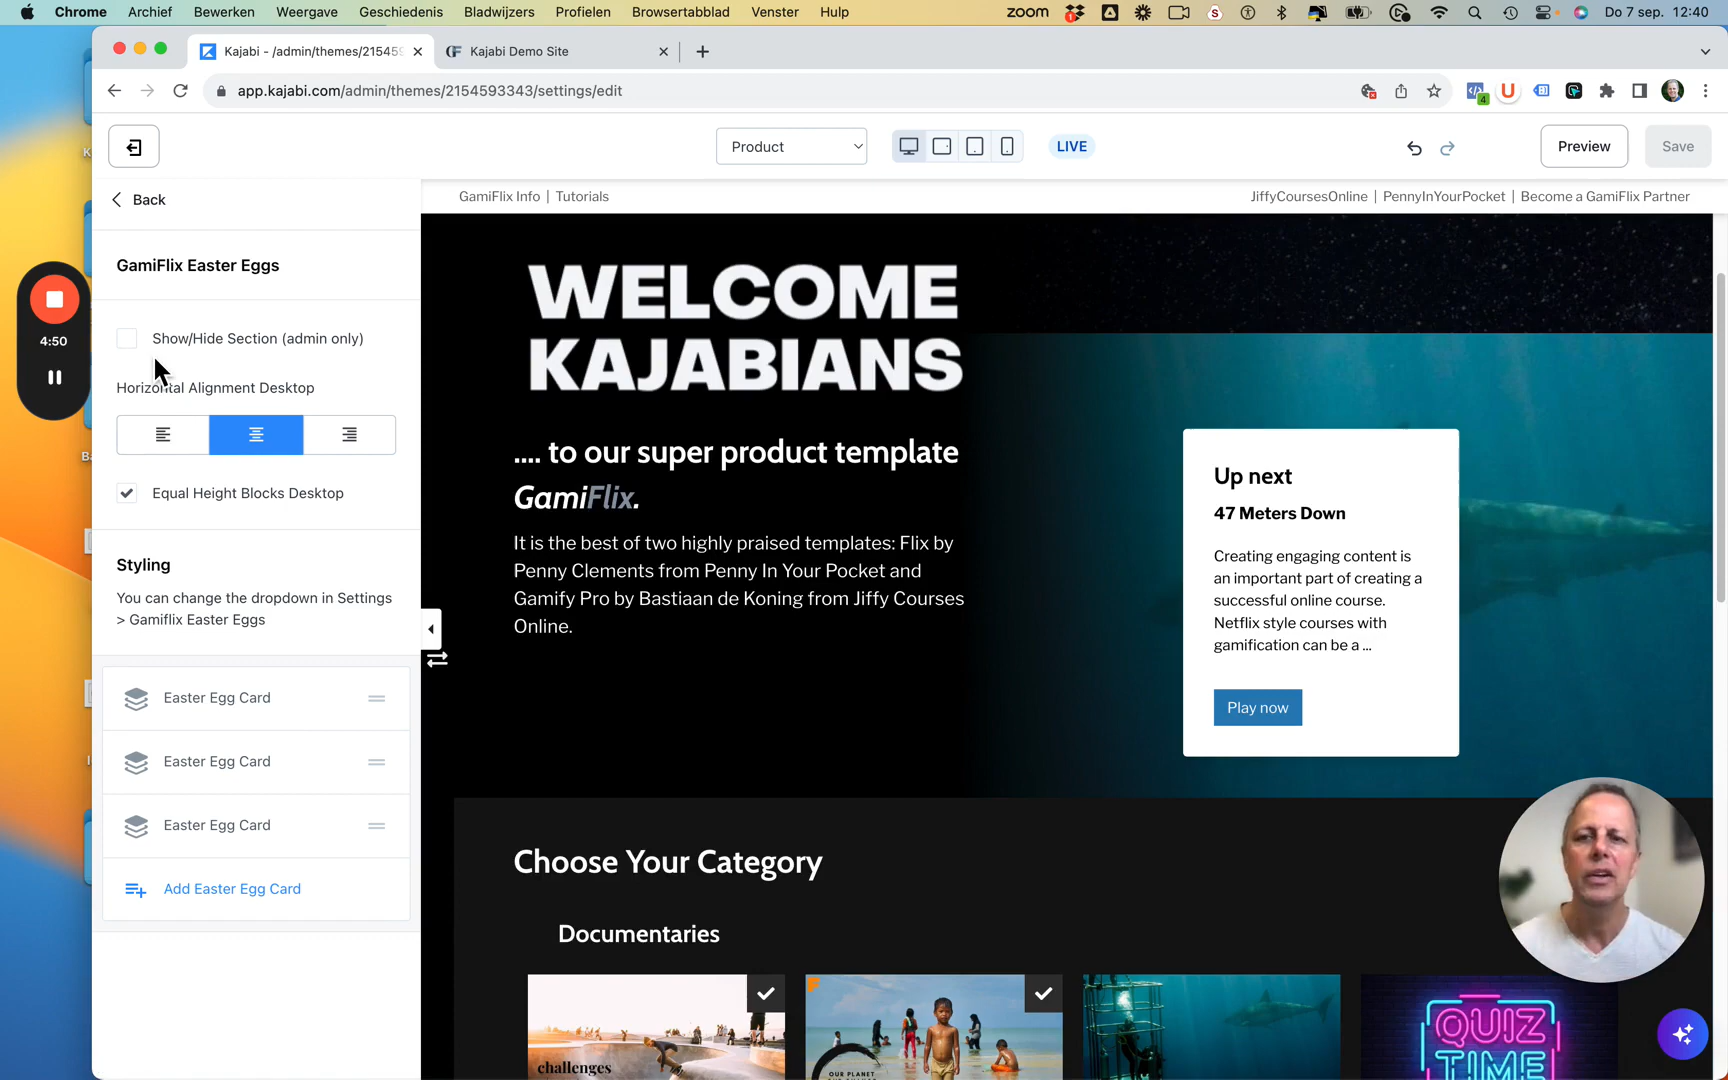 Chrome Archief Bewerken Weergave Geschiedenis Bladwijzers Profielen Browsertabblad Venster Hulp zoom Do 7 sep. 12:40
Kajabi - /admin/themes/21545 Kajabi Demo Site
app.kajabi.com/admin/themes/2154593343/settings/edit
Product LIVE Preview Save
Back
GamiFlix Info | Tutorials JiffyCoursesOnline | PennyInYourPocket | Become a GamiFlix Partner
GamiFlix Easter Eggs
Show/Hide Section (admin only)
Horizontal Alignment Desktop
Equal Height Blocks Desktop
Styling
You can change the dropdown in Settings
> Gamiflix Easter Eggs
Easter Egg Card
Easter Egg Card
Easter Egg Card
Add Easter Egg Card
4:50
WELCOME
KAJABIANS
.... to our super product template
GamiFlix.
It is the best of two highly praised templates: Flix by
Penny Clements from Penny In Your Pocket and
Gamify Pro by Bastiaan de Koning from Jiffy Courses
Online.
Up next
47 Meters Down
Creating engaging content is
an important part of creating a
successful online course.
Netflix style courses with
gamification can be a ...
Play now
Choose Your Category
Documentaries
challenges
OUR PLANET
QUIZ
TIME